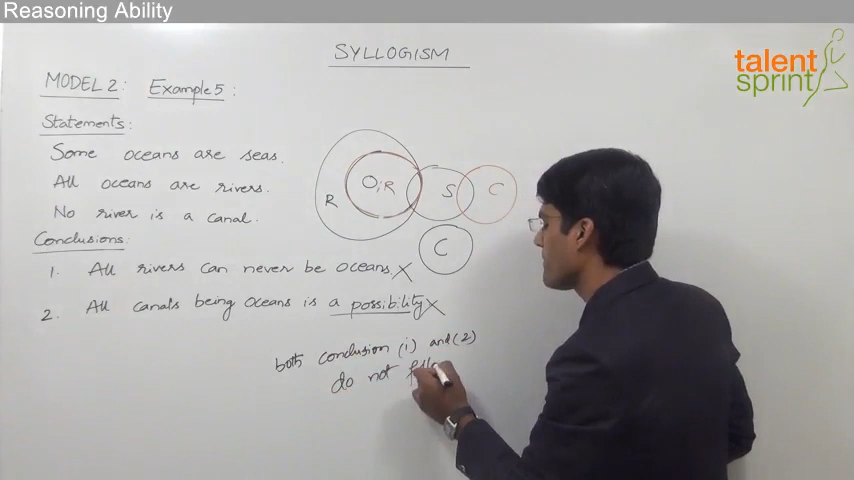 Reasoning Ability
SYLLOGISM
talent
sprint
MODEL 2: Example 5:
Statements:
Some oceans are seas.
All oceans are rivers.
No river is a canal.
R O;R S C
C
Conclusions:
1. All rivers can never be oceans X
2. All canals being oceans is a possibility X
both conclusion (i) and (2)
do not